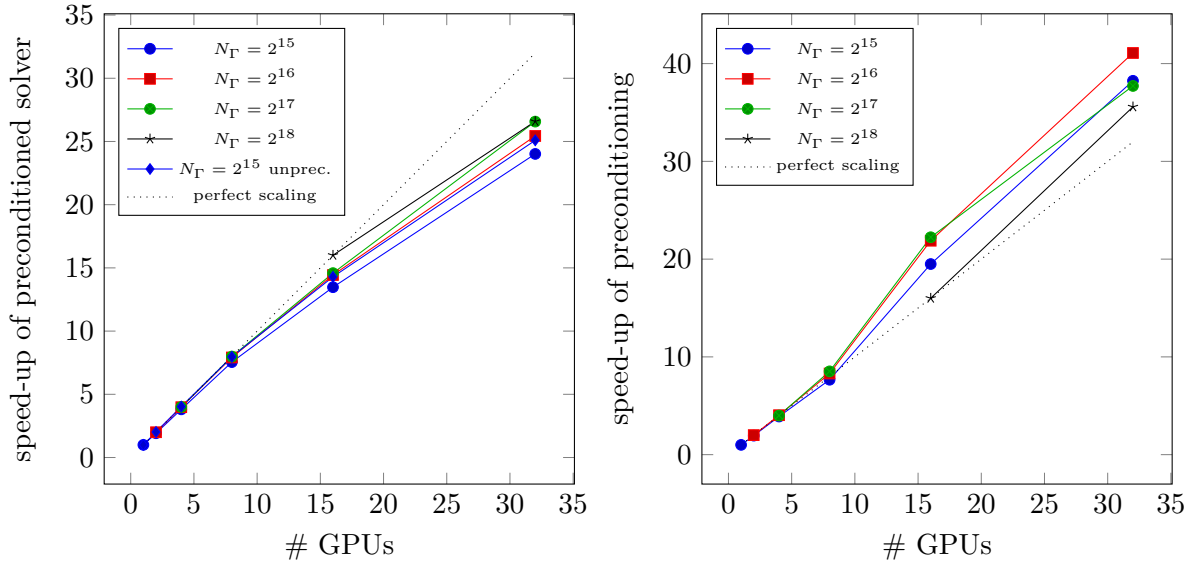 speed-up of preconditioned solver
35
30
25
20
15
10
5
0
N_Γ = 2^15
N_Γ = 2^16
N_Γ = 2^17
N_Γ = 2^18
N_Γ = 2^15 unprec.
perfect scaling
0 5 10 15 20 25 30 35
# GPUs
speed-up of preconditioning
40
30
20
10
0
N_Γ = 2^15
N_Γ = 2^16
N_Γ = 2^17
N_Γ = 2^18
perfect scaling
0 5 10 15 20 25 30 35
# GPUs